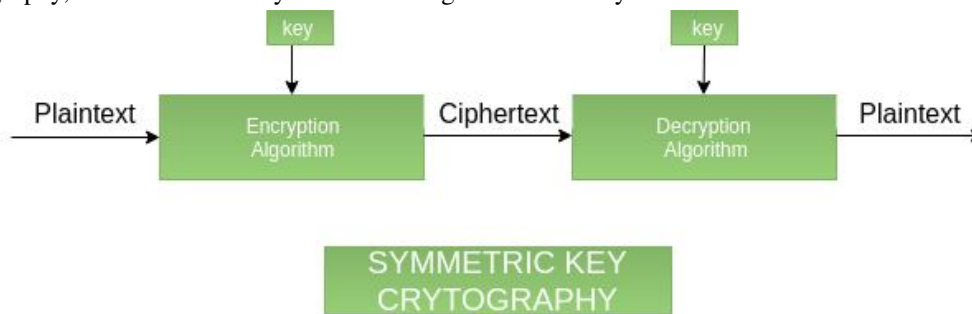 key key
Plaintext Encryption Algorithm Ciphertext Decryption Algorithm Plaintext
SYMMETRIC KEY
CRYTOGRAPHY